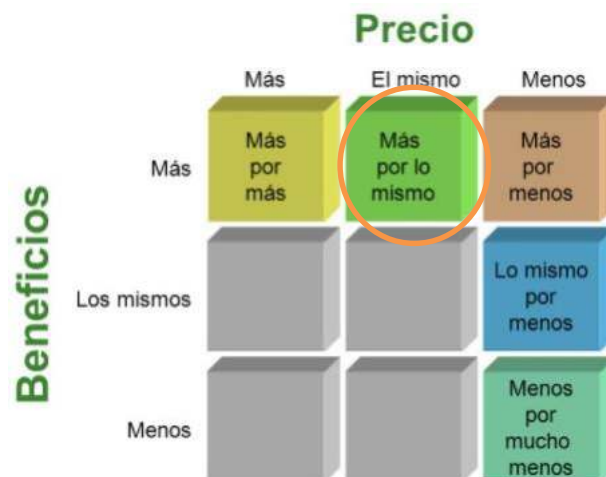 Precio
Más El mismo Menos
Beneficios
Más
Más
por
más
Más
por lo
mismo
Más
por
menos
Los mismos
Lo mismo
por
menos
Menos
Menos
por
mucho
menos